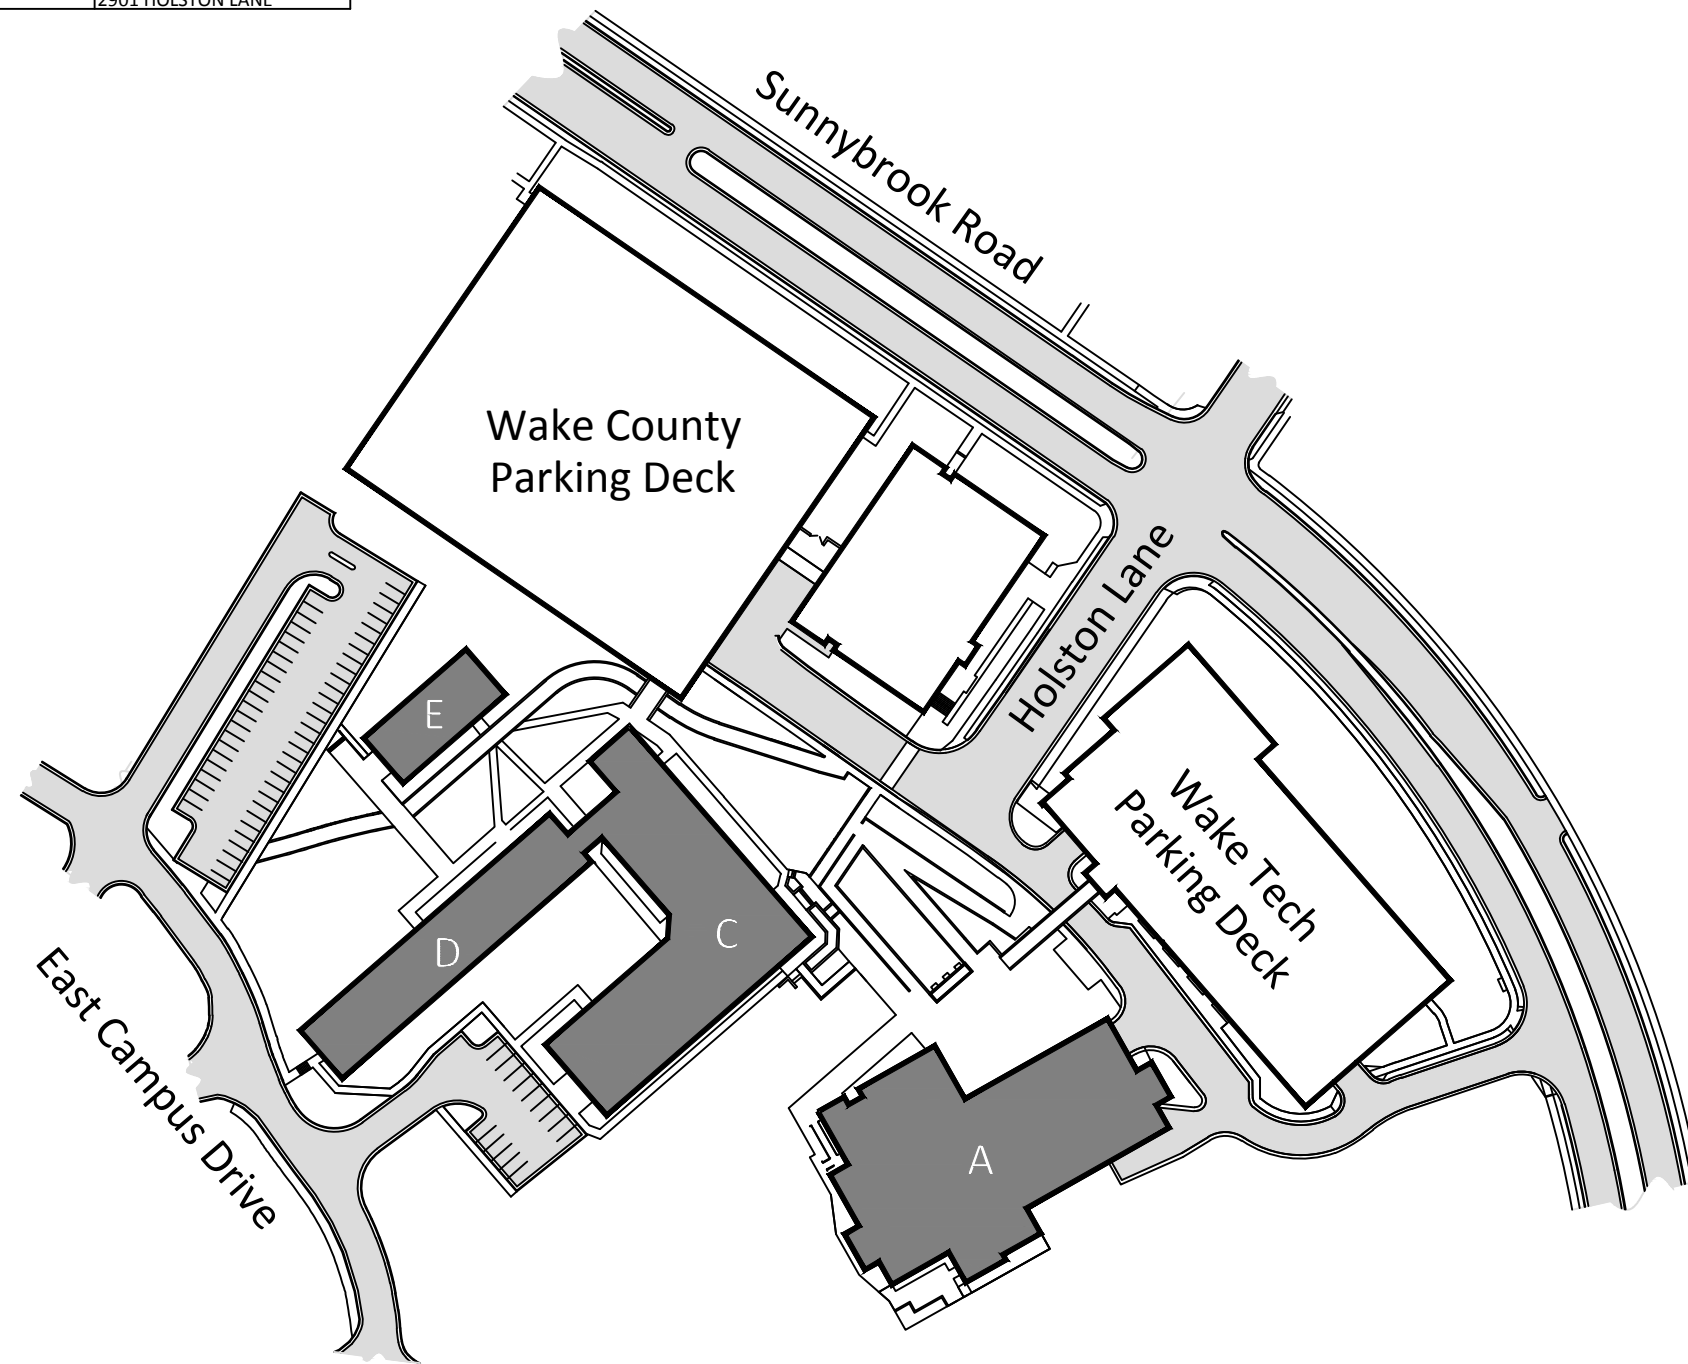 2901 HOLSTON LANE
Sunnybrook Road
Wake County
Parking Deck
Holston Lane
Wake Tech
Parking Deck
E
D
C
A
East Campus Drive